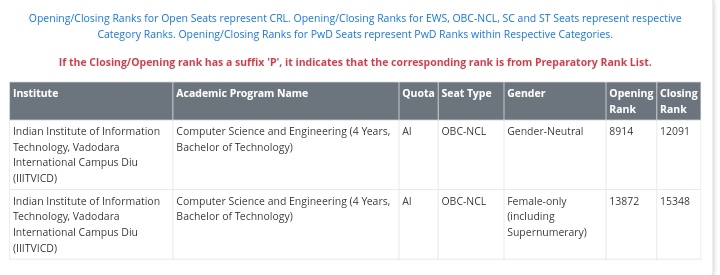 Opening/Closing Ranks for Open Seats represent CRL. Opening/Closing Ranks for EWS, OBC-NCL, SC and ST Seats represent respective
Category Ranks. Opening/Closing Ranks for PwD Seats represent PwD Ranks within Respective Categories.
If the Closing/Opening rank has a suffix 'P', it indicates that the corresponding rank is from Preparatory Rank List.
Institute Academic Program Name Quota Seat Type Gender Opening Closing
Rank Rank
Indian Institute of Information Computer Science and Engineering (4 Years, AI OBC-NCL Gender-Neutral 8914 12091
Technology, Vadodara Bachelor of Technology)
International Campus Diu
(IIITVICD)
Indian Institute of Information Computer Science and Engineering (4 Years, AI OBC-NCL Female-only 13872 15348
Technology, Vadodara Bachelor of Technology) (including
International Campus Diu Supernumerary)
(IIITVICD)